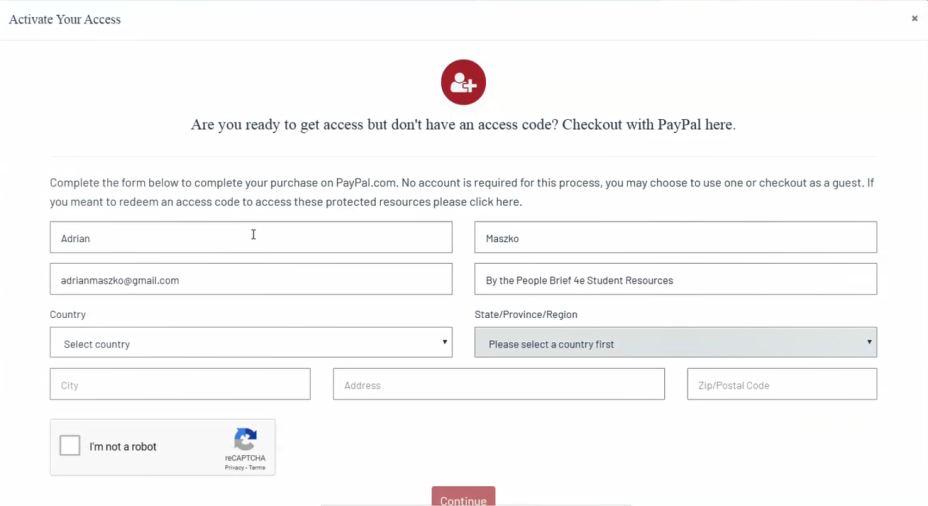 Activate Your Access
×
Are you ready to get access but don't have an access code? Checkout with PayPal here.
Complete the form below to complete your purchase on PayPal.com. No account is required for this process, you may choose to use one or checkout as a guest. If
you meant to redeem an access code to access these protected resources please click here.
Adrian
Maszko
adrianmaszko@gmail.com
By the People Brief 4e Student Resources
Country
State/Province/Region
Select country
Please select a country first
City
Address
Zip/Postal Code
I'm not a robot
reCAPTCHA
Privacy - Terms
Continue